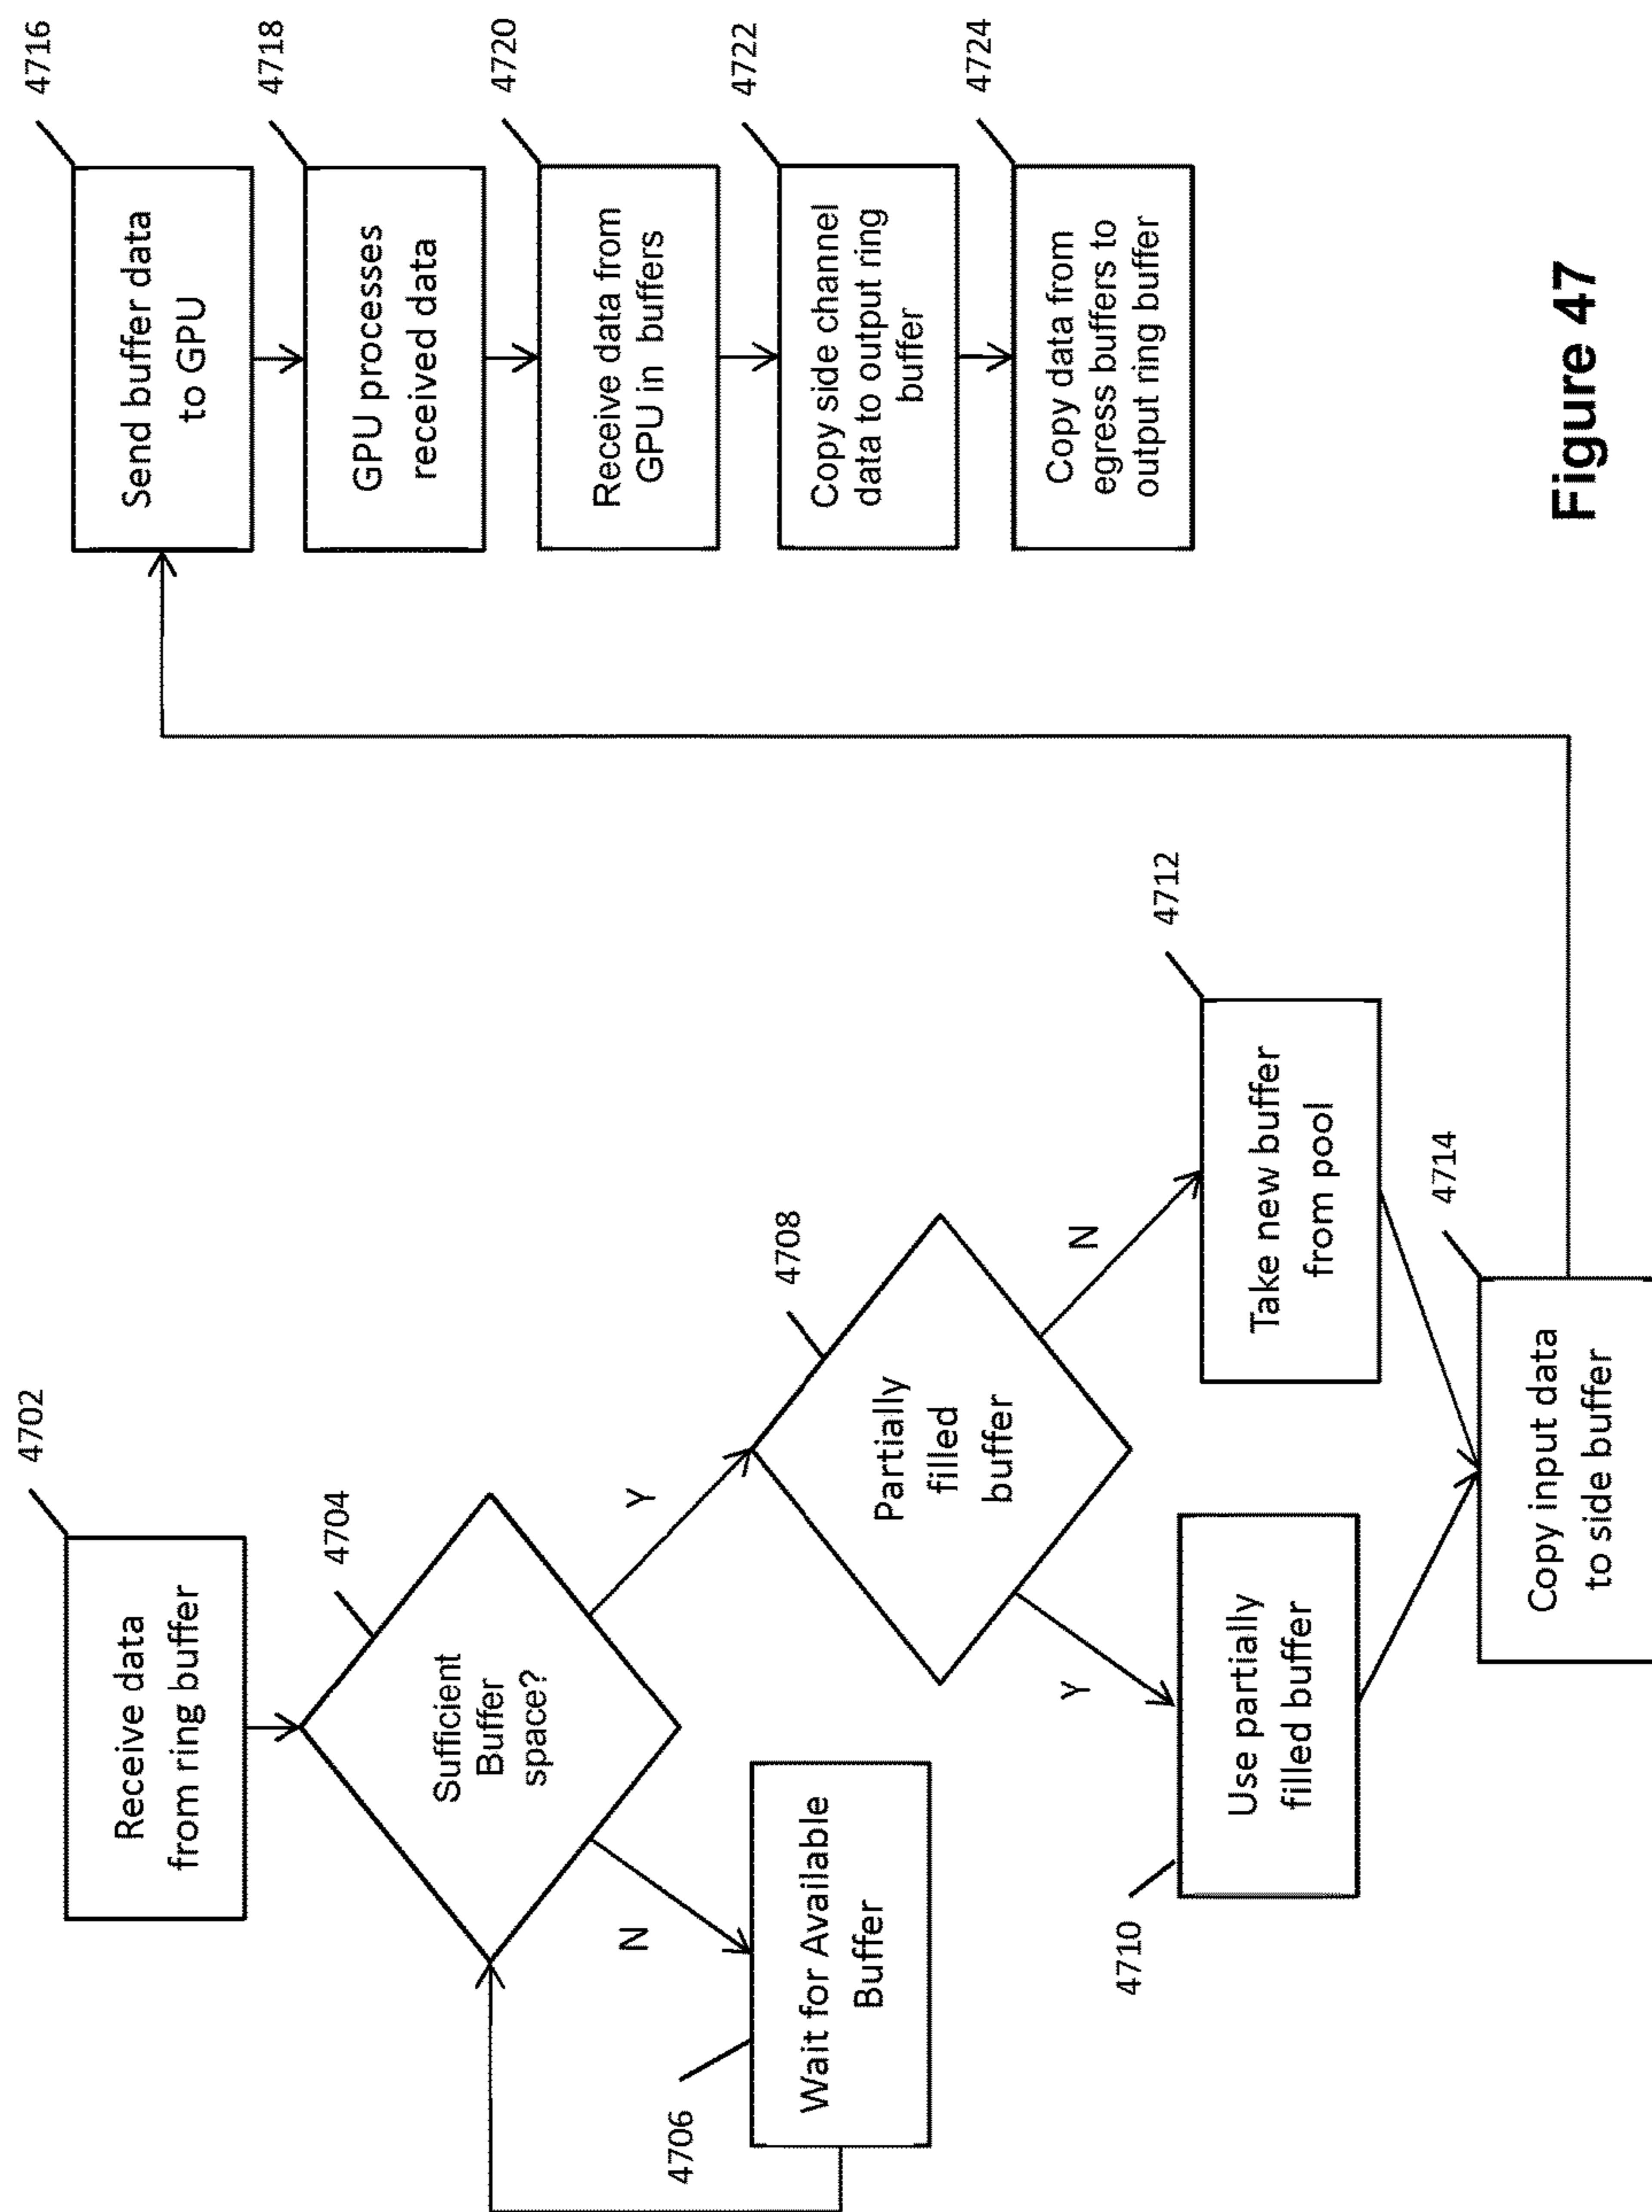 4702
Receive data
from ring buffer
4704
Sufficient
Buffer
space?
N
Y
4706
Wait for Available
Buffer
4708
Partially
filled
buffer
Y
N
4710
Use partially
filled buffer
4712
Take new buffer
from pool
4714
Copy input data
to side buffer
4716
Send buffer data
to GPU
4718
GPU processes
received data
4720
Receive data from
GPU in buffers
4722
Copy side channel
data to output ring
buffer
4724
Copy data from
egress buffers to
output ring buffer
Figure 47